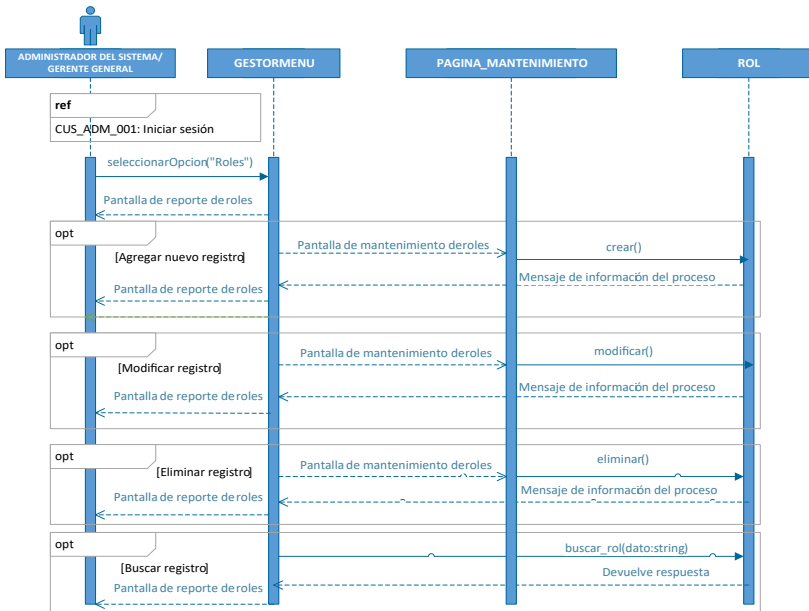 ADMINISTRADOR DEL SISTEMA/
GERENTE GENERAL
GESTORMENU
PAGINA_MANTENIMIENTO
ROL
ref
CUS_ADM_001: Iniciar sesión
seleccionarOpcion("Roles")
Pantalla de reporte de roles
opt
[Agregar nuevo registro]
Pantalla de mantenimiento de roles
crear()
Mensaje de información del proceso
Pantalla de reporte de roles
opt
[Modificar registro]
Pantalla de mantenimiento de roles
modificar()
Mensaje de información del proceso
Pantalla de reporte de roles
opt
[Eliminar registro]
Pantalla de mantenimiento de roles
eliminar()
Mensaje de información del proceso
Pantalla de reporte de roles
opt
[Buscar registro]
buscar_rol(dato:string)
Devuelve respuesta
Pantalla de reporte de roles